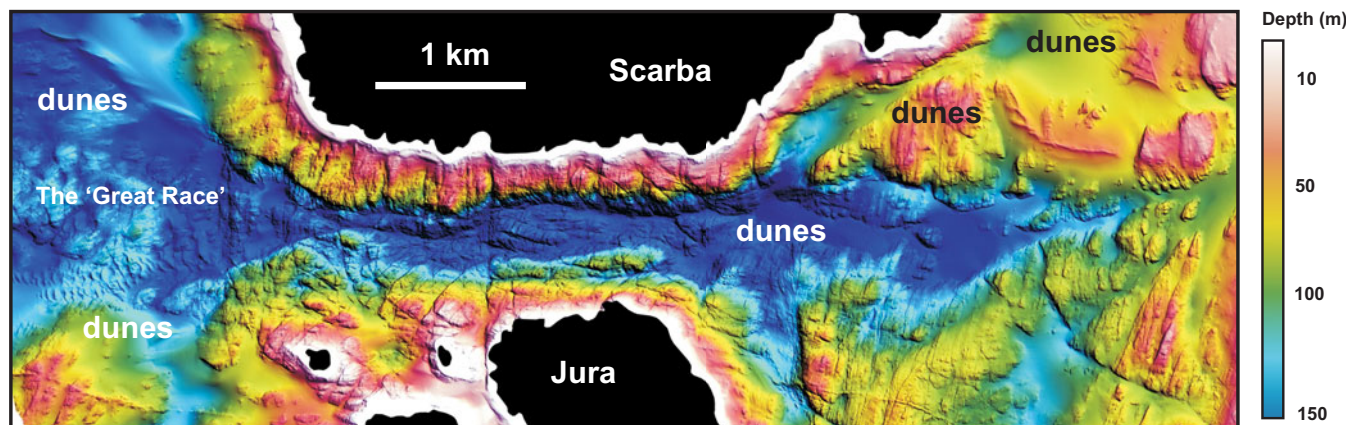 Depth (m)
dunes
1 km
Scarba
10
dunes
dunes
The ‘Great Race’
50
dunes
100
dunes
Jura
150